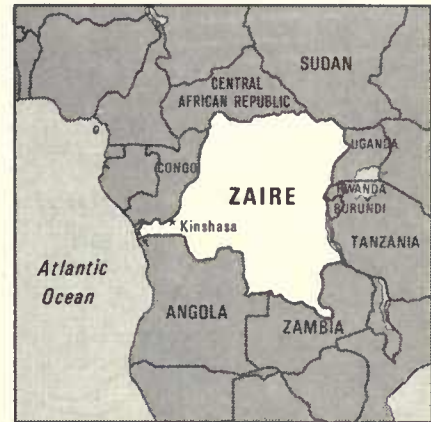 SUDAN
CENTRAL
AFRICAN REPUBLIC
UGANDA
CONGO
ZAIRE
RWANDA
BURUNDI
Kinshasa
TANZANIA
Atlantic
Ocean
ANGOLA
ZAMBIA